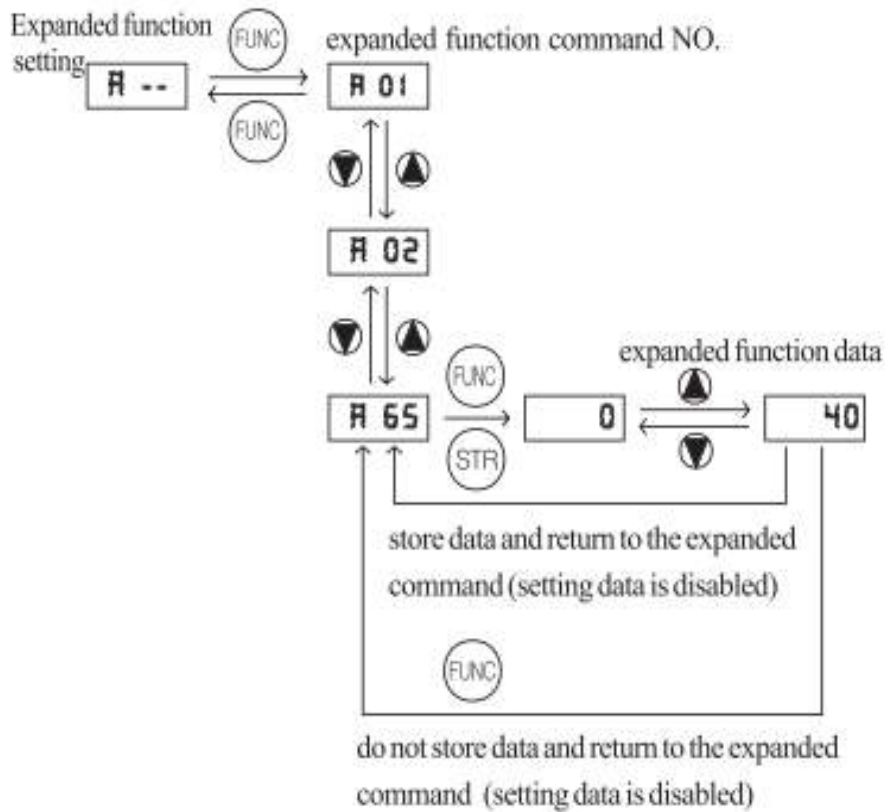 Expanded function
setting
FUNC
expanded function command NO.
A --
A 01
FUNC
A 02
expanded function data
FUNC
A 65
0
40
STR
store data and return to the expanded
command (setting data is disabled)
FUNC
do not store data and return to the expanded
command (setting data is disabled)